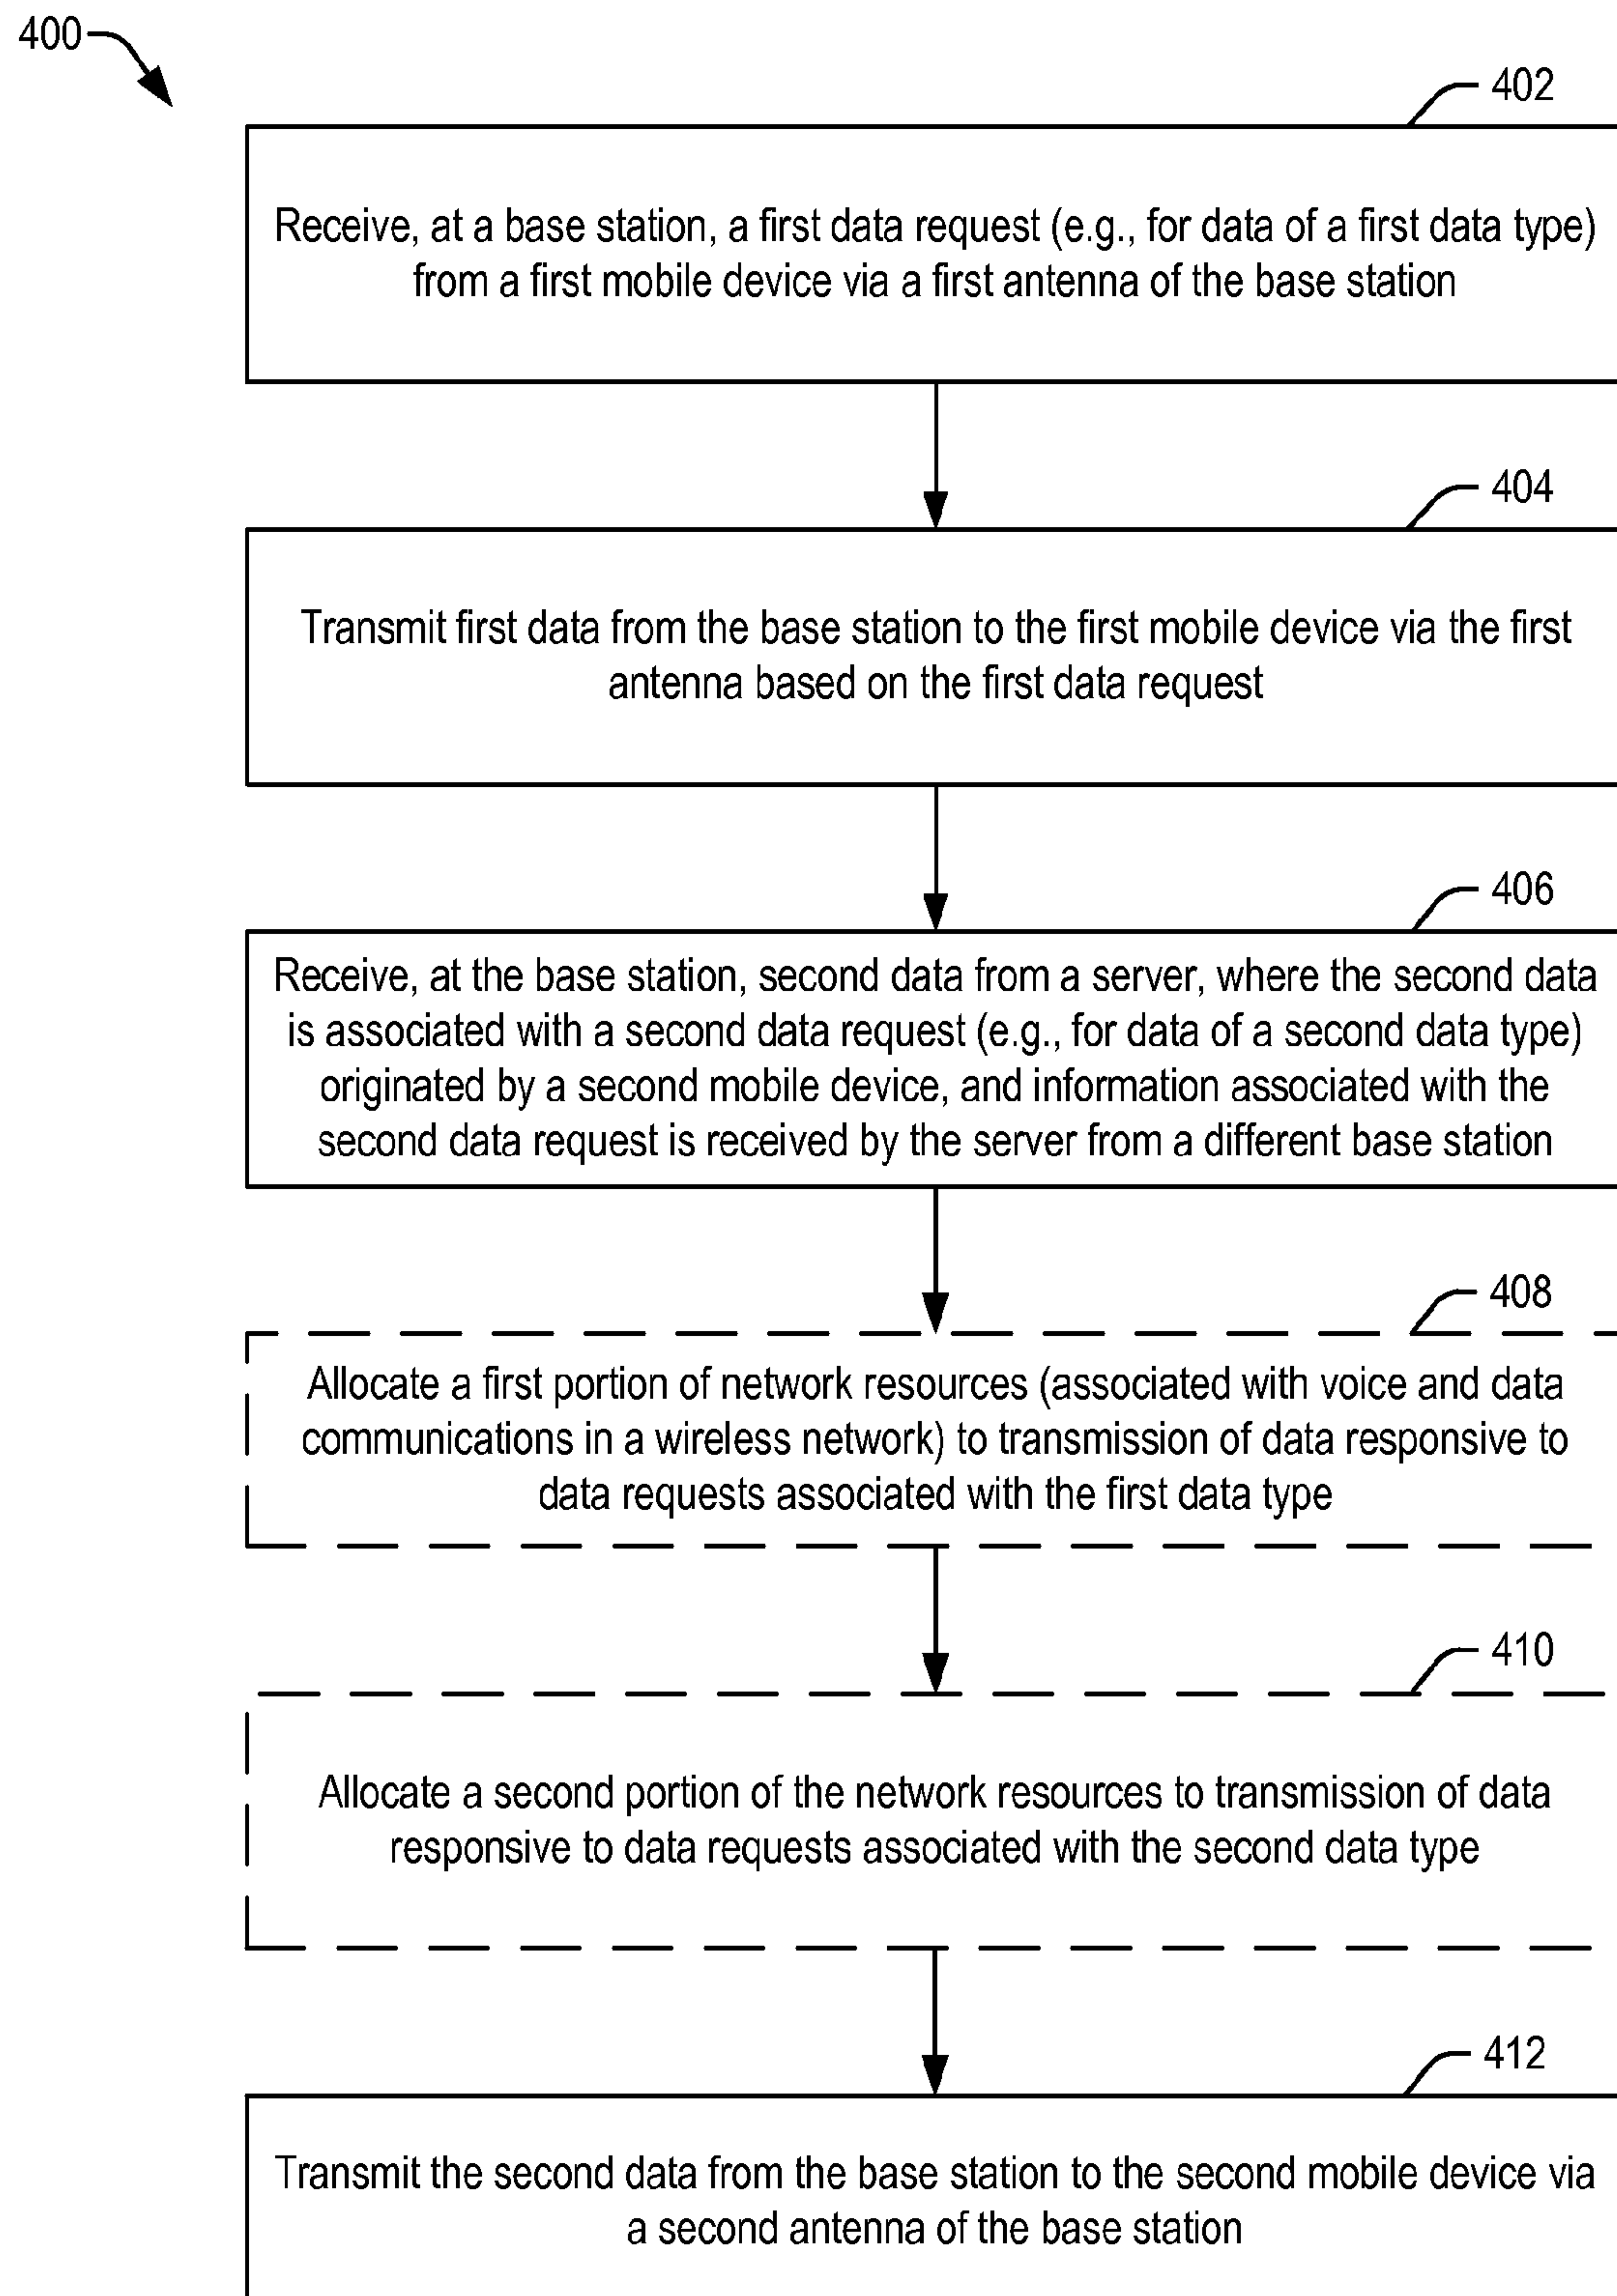 400
402
Receive, at a base station, a first data request (e.g., for data of a first data type)
from a first mobile device via a first antenna of the base station
404
Transmit first data from the base station to the first mobile device via the first
antenna based on the first data request
406
Receive, at the base station, second data from a server, where the second data
is associated with a second data request (e.g., for data of a second data type)
originated by a second mobile device, and information associated with the
second data request is received by the server from a different base station
408
Allocate a first portion of network resources (associated with voice and data
communications in a wireless network) to transmission of data responsive to
data requests associated with the first data type
410
Allocate a second portion of the network resources to transmission of data
responsive to data requests associated with the second data type
412
Transmit the second data from the base station to the second mobile device via
a second antenna of the base station